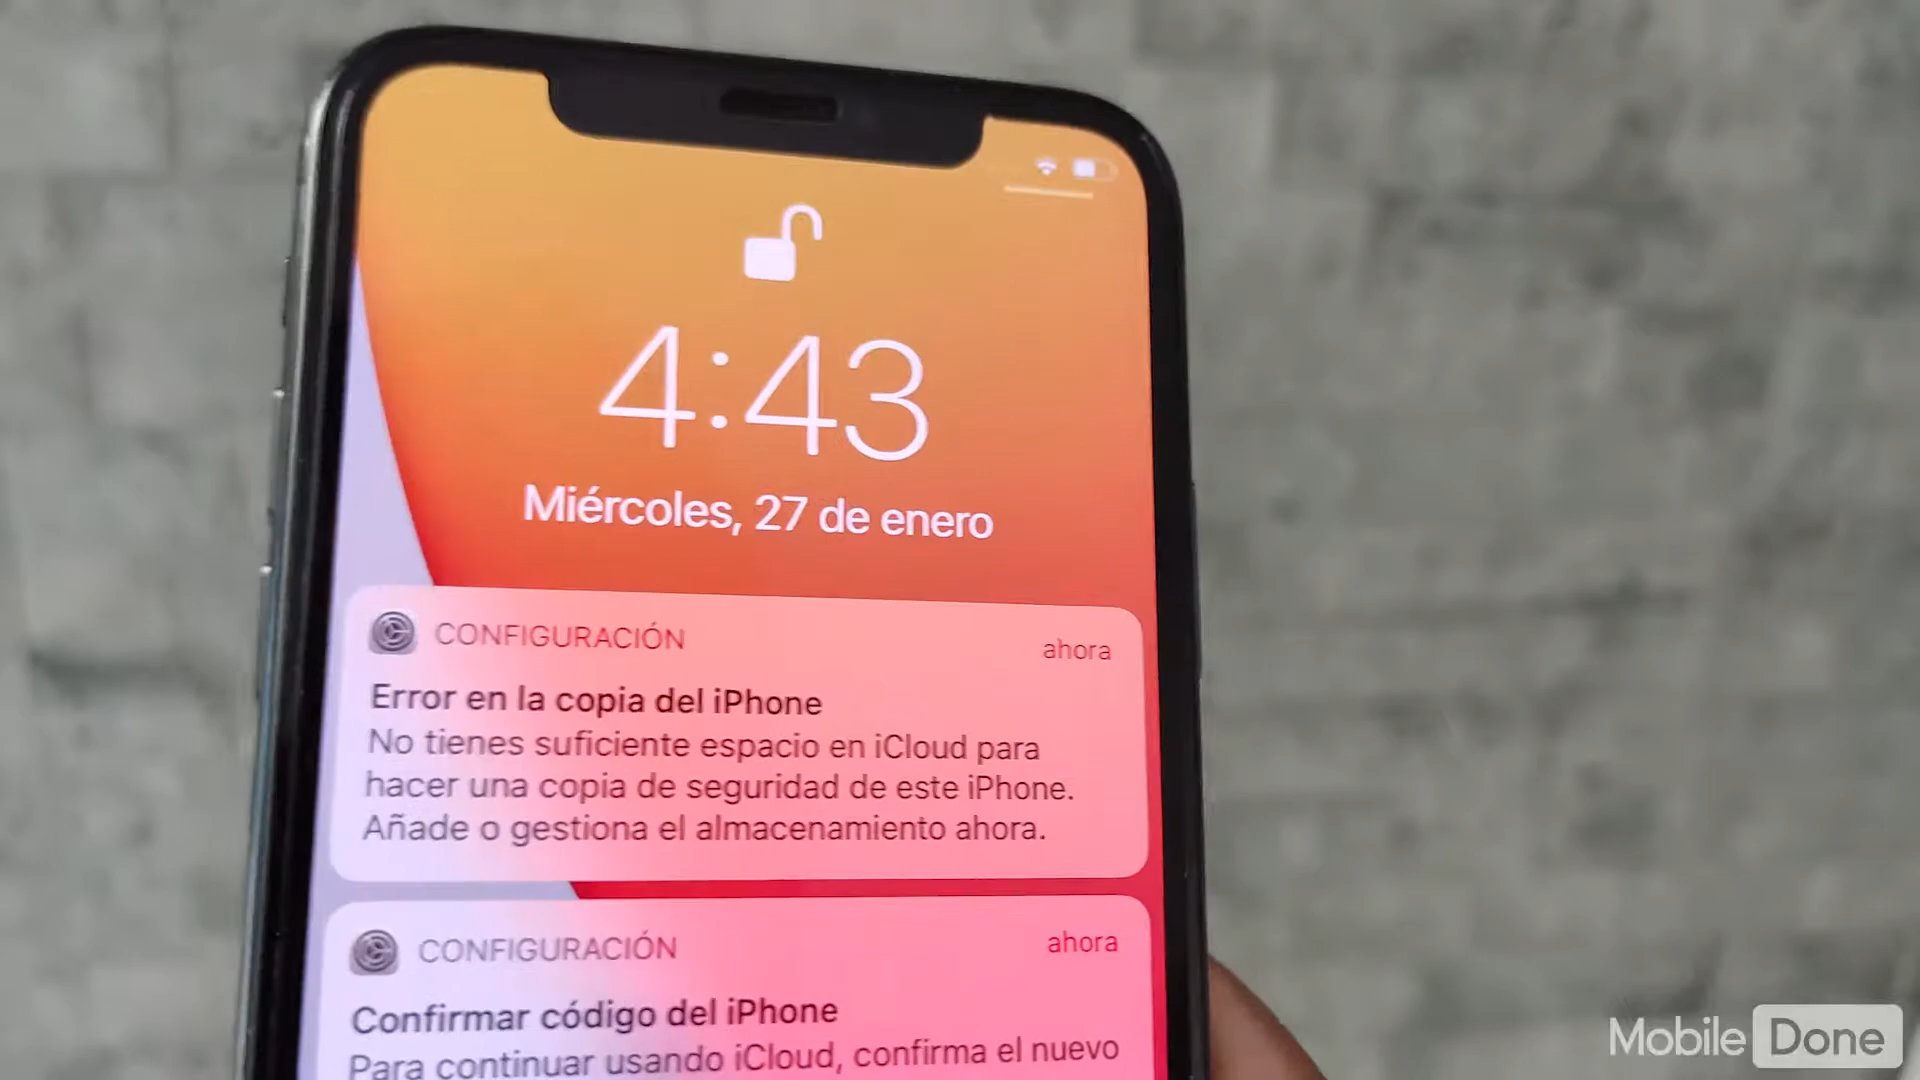 4:43
Miércoles, 27 de enero
CONFIGURACIÓN ahora
Error en la copia del iPhone
No tienes suficiente espacio en iCloud para
hacer una copia de seguridad de este iPhone.
Añade o gestiona el almacenamiento ahora.
CONFIGURACIÓN ahora
Confirmar código del iPhone
Para continuar usando iCloud, confirma el nuevo
Mobile Done